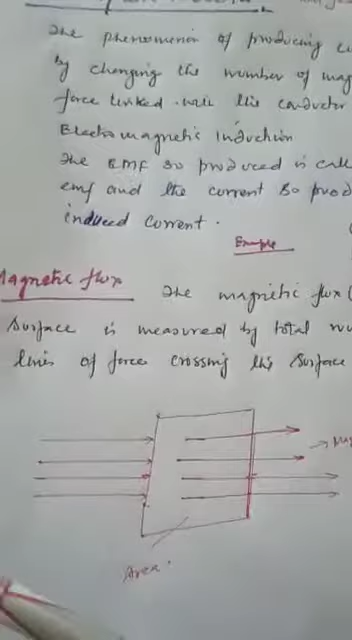 The phenomenon of producing
by changing the number of mag
force linked with the conductor
Electromagnetic Induction
The EMF so produced is call
emf and the current so prod
induced current.
Example
Magnetic flux The magnetic flux
Surface is measured by total nu
lines of forces crossing this surface
Area.